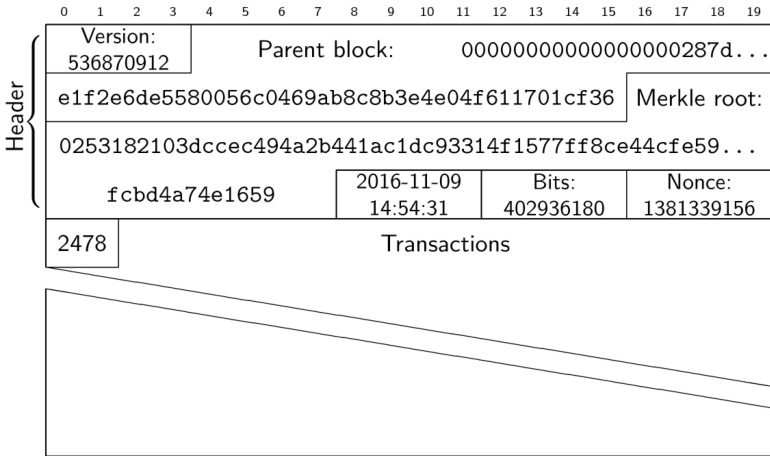 0 1 2 3 4 5 6 7 8 9 10 11 12 13 14 15 16 17 18 19
Header
Version:
536870912
Parent block: 00000000000000000287d...
e1f2e6de5580056c0469ab8c8b3e4e04f611701cf36
Merkle root:
0253182103dccec494a2b441ac1dc93314f1577ff8ce44cfe59...
fcbd4a74e1659
2016-11-09
14:54:31
Bits:
402936180
Nonce:
1381339156
2478
Transactions